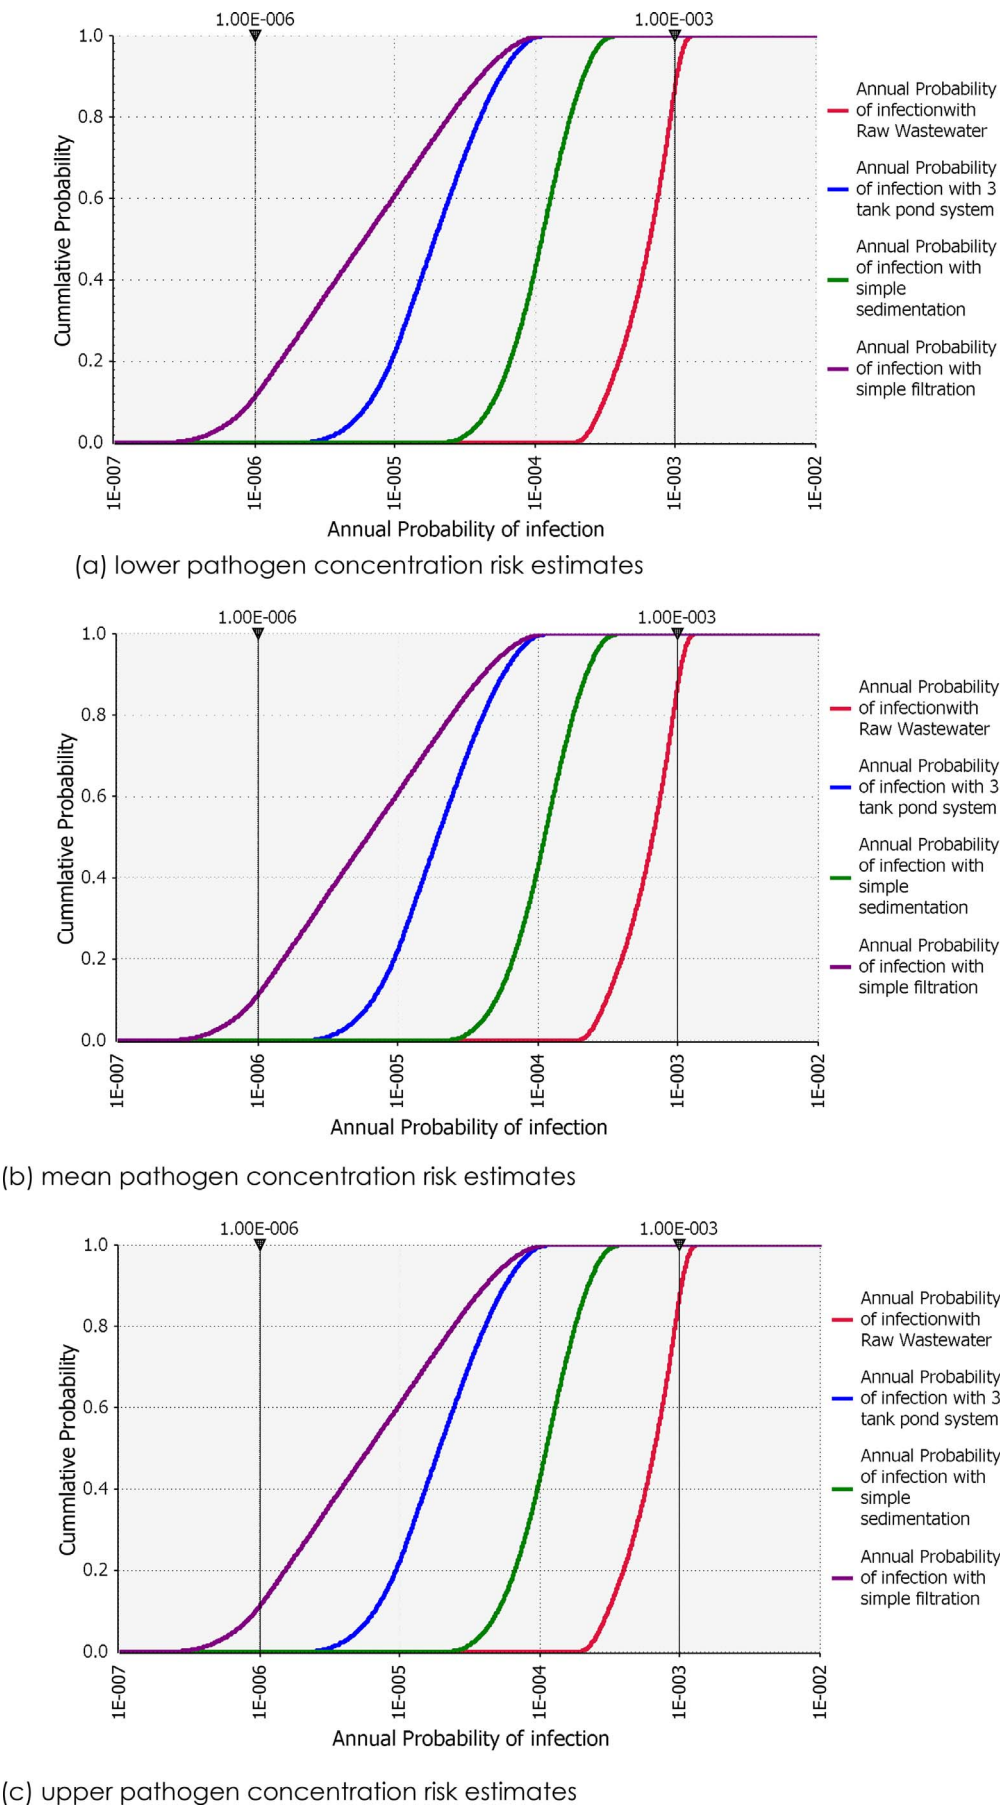 1.00E-006 1.00E-003
1.0
0.8
0.6
0.4
0.2
0.0
Cummlative Probability
1E-007 1E-006 1E-005 1E-004 1E-003 1E-002
Annual Probability of infection
Annual Probability
of infectionwith
Raw Wastewater
Annual Probability
of infection with 3
tank pond system
Annual Probability
of infection with
simple
sedimentation
Annual Probability
of infection with
simple filtration
(a) lower pathogen concentration risk estimates
1.00E-006 1.00E-003
1.0
0.8
0.6
0.4
0.2
0.0
Cummlative Probability
1E-007 1E-006 1E-005 1E-004 1E-003 1E-002
Annual Probability of infection
Annual Probability
of infectionwith
Raw Wastewater
Annual Probability
of infection with 3
tank pond system
Annual Probability
of infection with
simple
sedimentation
Annual Probability
of infection with
simple filtration
(b) mean pathogen concentration risk estimates
1.00E-006 1.00E-003
1.0
0.8
0.6
0.4
0.2
0.0
Cummlative Probability
1E-007 1E-006 1E-005 1E-004 1E-003 1E-002
Annual Probability of infection
Annual Probability
of infectionwith
Raw Wastewater
Annual Probability
of infection with 3
tank pond system
Annual Probability
of infection with
simple
sedimentation
Annual Probability
of infection with
simple filtration
(c) upper pathogen concentration risk estimates